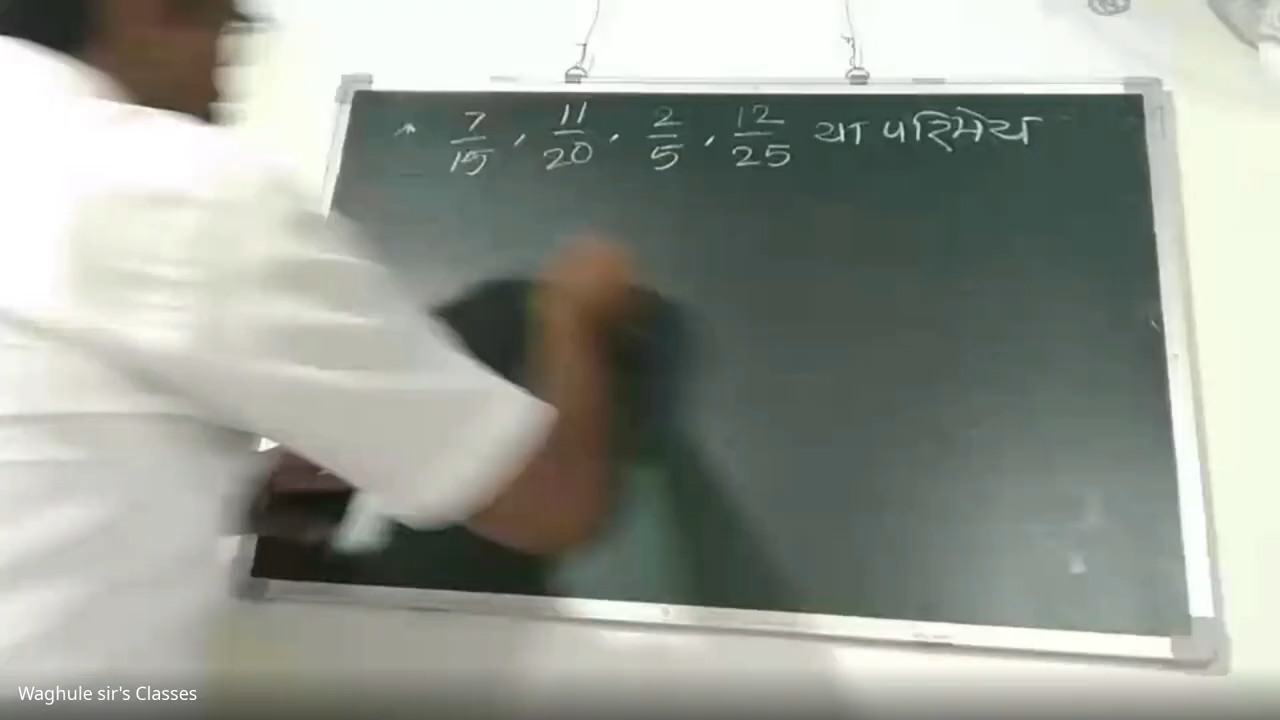 * 7/15 , 11/20 , 2/5 , 12/25 या परिमेय
Waghule sir's Classes